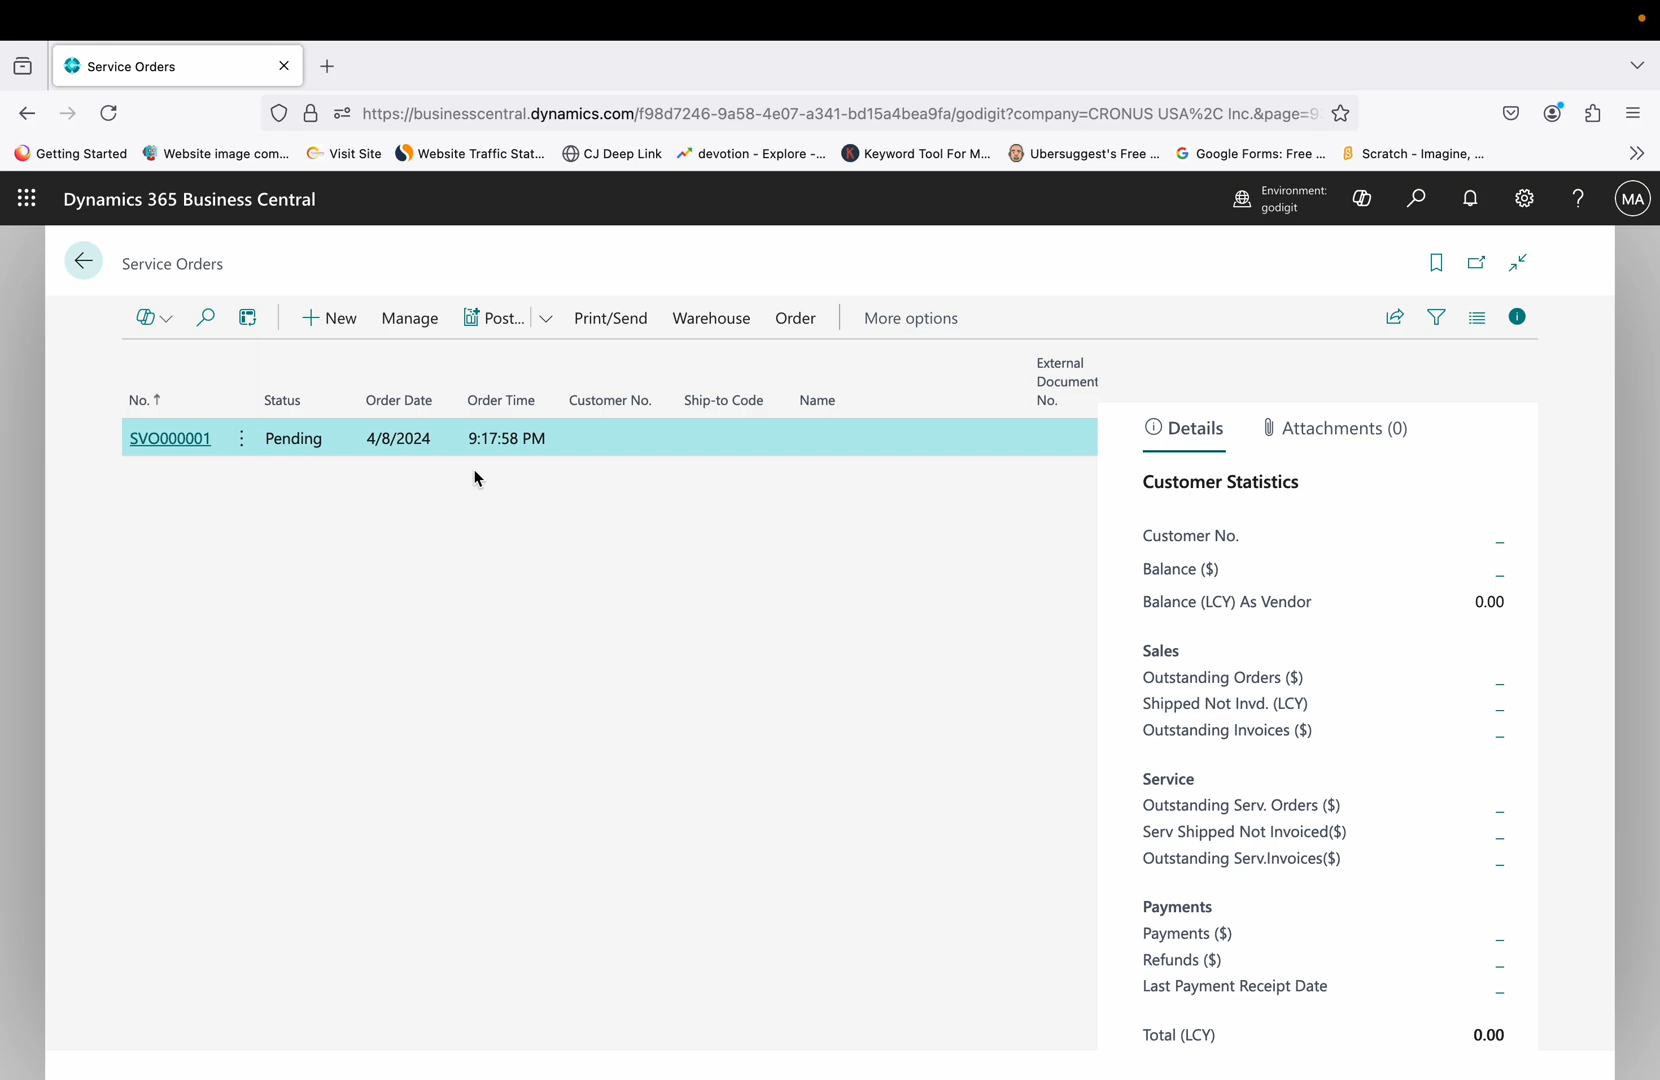 Service Orders
https://businesscentral.dynamics.com/f98d7246-9a58-4e07-a341-bd15a4bea9fa/godigit?company=CRONUS USA%2C Inc.&page=9
Getting Started Website image com... Visit Site Website Traffic Stat... CJ Deep Link devotion - Explore -... Keyword Tool For M... Ubersuggest's Free ... Google Forms: Free ... Scratch - Imagine, ...
Dynamics 365 Business Central
Environment:
godigit
MA
Service Orders
New Manage Post... Print/Send Warehouse Order More options
External
Document
No. ↑ Status Order Date Order Time Customer No. Ship-to Code Name No.
SVO000001 Pending 4/8/2024 9:17:58 PM
Details Attachments (0)
Customer Statistics
Customer No. _
Balance ($) _
Balance (LCY) As Vendor 0.00
Sales
Outstanding Orders ($) _
Shipped Not Invd. (LCY) _
Outstanding Invoices ($) _
Service
Outstanding Serv. Orders ($) _
Serv Shipped Not Invoiced($) _
Outstanding Serv.Invoices($) _
Payments
Payments ($) _
Refunds ($) _
Last Payment Receipt Date _
Total (LCY) 0.00